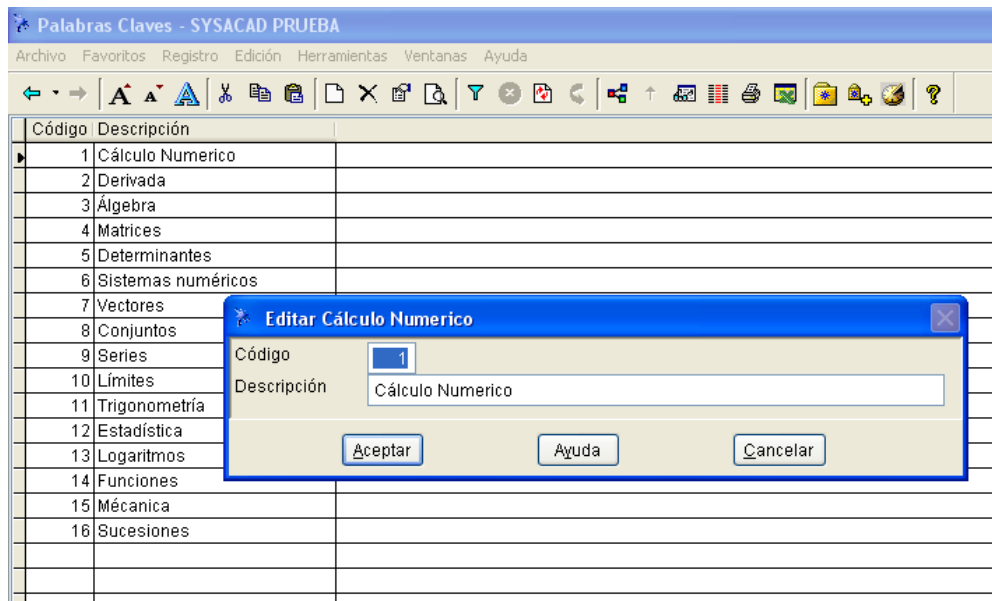 Palabras Claves - SYSACAD PRUEBA
Archivo Favoritos Registro Edición Herramientas Ventanas Ayuda
Código Descripción
1 Cálculo Numerico
2 Derivada
3 Álgebra
4 Matrices
5 Determinantes
6 Sistemas numéricos
7 Vectores
8 Conjuntos
9 Series
10 Límites
11 Trigonometría
12 Estadística
13 Logaritmos
14 Funciones
15 Mécanica
16 Sucesiones
Editar Cálculo Numerico
Código 1
Descripción Cálculo Numerico
Aceptar Ayuda Cancelar